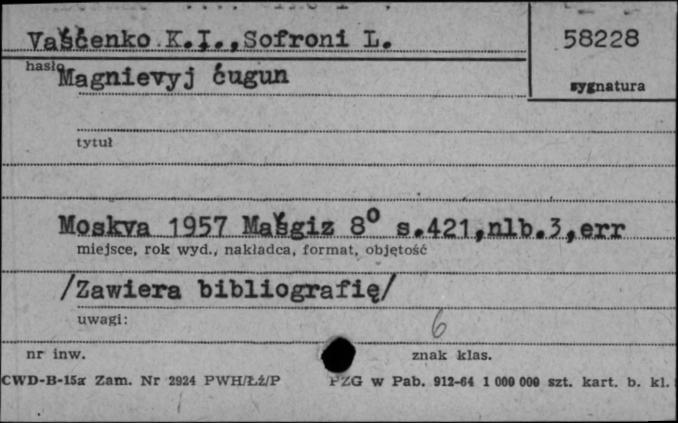 Vaščenko K.I., Sofroni L.
58228
hasło
Magnievyj čugun
sygnatura
tytuł
Moskva 1957 Mašgiz 8⁰ s.421,nlb.3,err
miejsce, rok wyd., nakładca, format, objętość
/Zawiera bibliografię/
uwagi:
6
nr inw.
znak klas.
CWD-B-15a Zam. Nr 2924 PWH/Łż/P PZG w Pab. 912-64 1 000 000 szt. kart. b. kl.